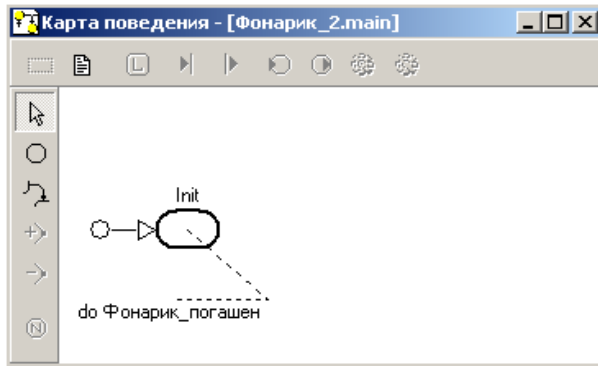 Карта поведения - [Фонарик_2.main]
L
Init
do Фонарик_погашен
N